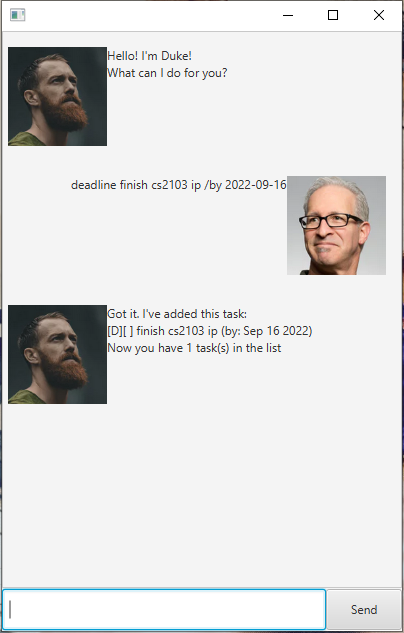 Hello! I'm Duke!
What can I do for you?
deadline finish cs2103 ip /by 2022-09-16
Got it. I've added this task:
[D][ ] finish cs2103 ip (by: Sep 16 2022)
Now you have 1 task(s) in the list
Send